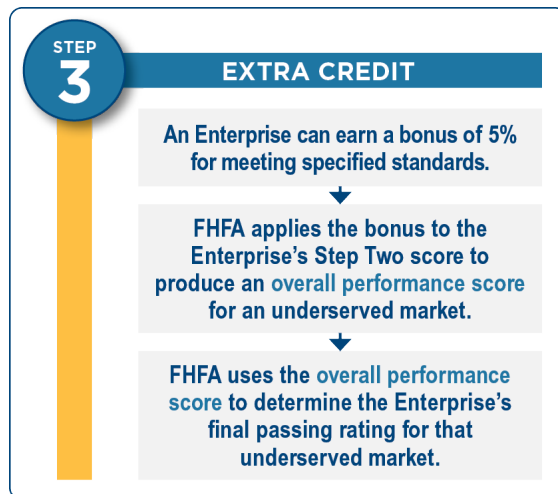 STEP
3
EXTRA CREDIT
An Enterprise can earn a bonus of 5%
for meeting specified standards.
FHFA applies the bonus to the
Enterprise's Step Two score to
produce an overall performance score
for an underserved market.
FHFA uses the overall performance
score to determine the Enterprise's
final passing rating for that
underserved market.